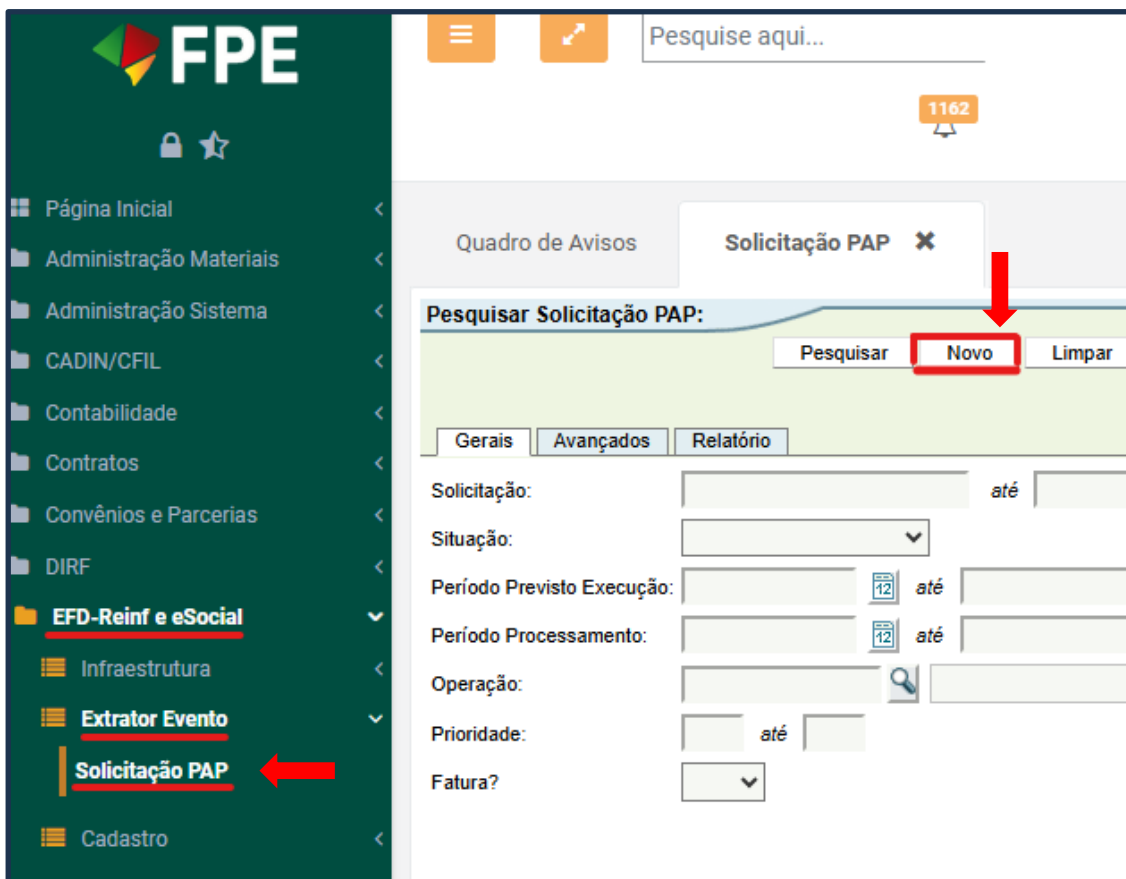 FPE
Página Inicial
Administração Materiais
Administração Sistema
CADIN/CFIL
Contabilidade
Contratos
Convênios e Parcerias
DIRF
EFD-Reinf e eSocial
Infraestrutura
Extrator Evento
Solicitação PAP
Cadastro
Pesquise aqui...
1162
Quadro de Avisos
Solicitação PAP
Pesquisar Solicitação PAP:
Pesquisar Novo Limpar
Gerais Avançados Relatório
Solicitação: até
Situação:
Período Previsto Execução: 12 até
Período Processamento: 12 até
Operação:
Prioridade: até
Fatura?